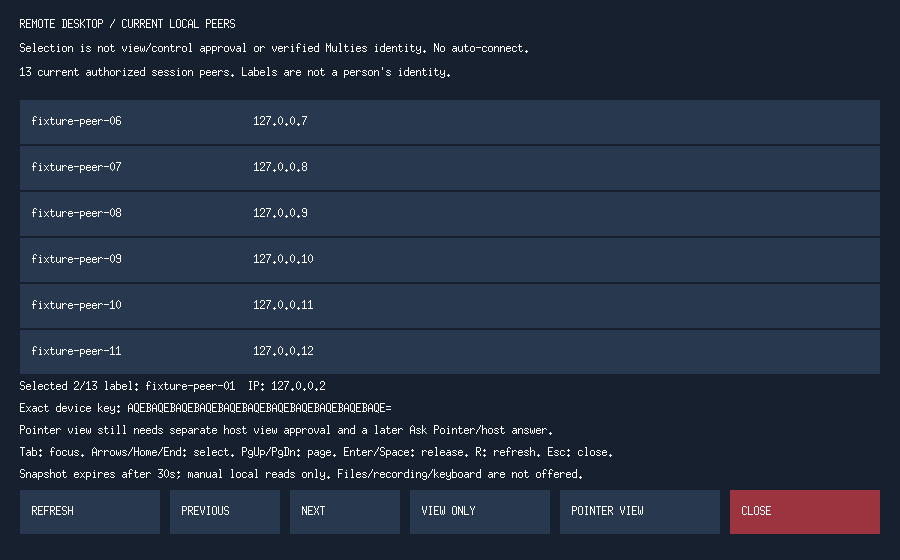 REMOTE DESKTOP / CURRENT LOCAL PEERS
Selection is not view/control approval or verified Multies identity. No auto-connect.
13 current authorized session peers. Labels are not a person's identity.
fixture-peer-06 127.0.0.7
fixture-peer-07 127.0.0.8
fixture-peer-08 127.0.0.9
fixture-peer-09 127.0.0.10
fixture-peer-10 127.0.0.11
fixture-peer-11 127.0.0.12
Selected 2/13 label: fixture-peer-01 IP: 127.0.0.2
Exact device key: AQEBAQEBAQEBAQEBAQEBAQEBAQEBAQEBAQEBAQEBAQE=
Pointer view still needs separate host view approval and a later Ask Pointer/host answer.
Tab: focus. Arrows/Home/End: select. PgUp/PgDn: page. Enter/Space: release. R: refresh. Esc: close.
Snapshot expires after 30s; manual local reads only. Files/recording/keyboard are not offered.
REFRESH PREVIOUS NEXT VIEW ONLY POINTER VIEW CLOSE